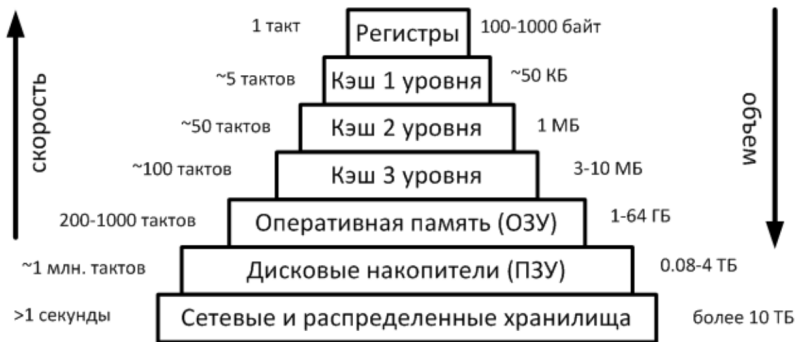 1 такт Регистры 100-1000 байт
~5 тактов Кэш 1 уровня ~50 КБ
~50 тактов Кэш 2 уровня 1 МБ
~100 тактов Кэш 3 уровня 3-10 МБ
200-1000 тактов Оперативная память (ОЗУ) 1-64 ГБ
~1 млн. тактов Дисковые накопители (ПЗУ) 0.08-4 ТБ
>1 секунды Сетевые и распределенные хранилища более 10 ТБ
скорость
объем